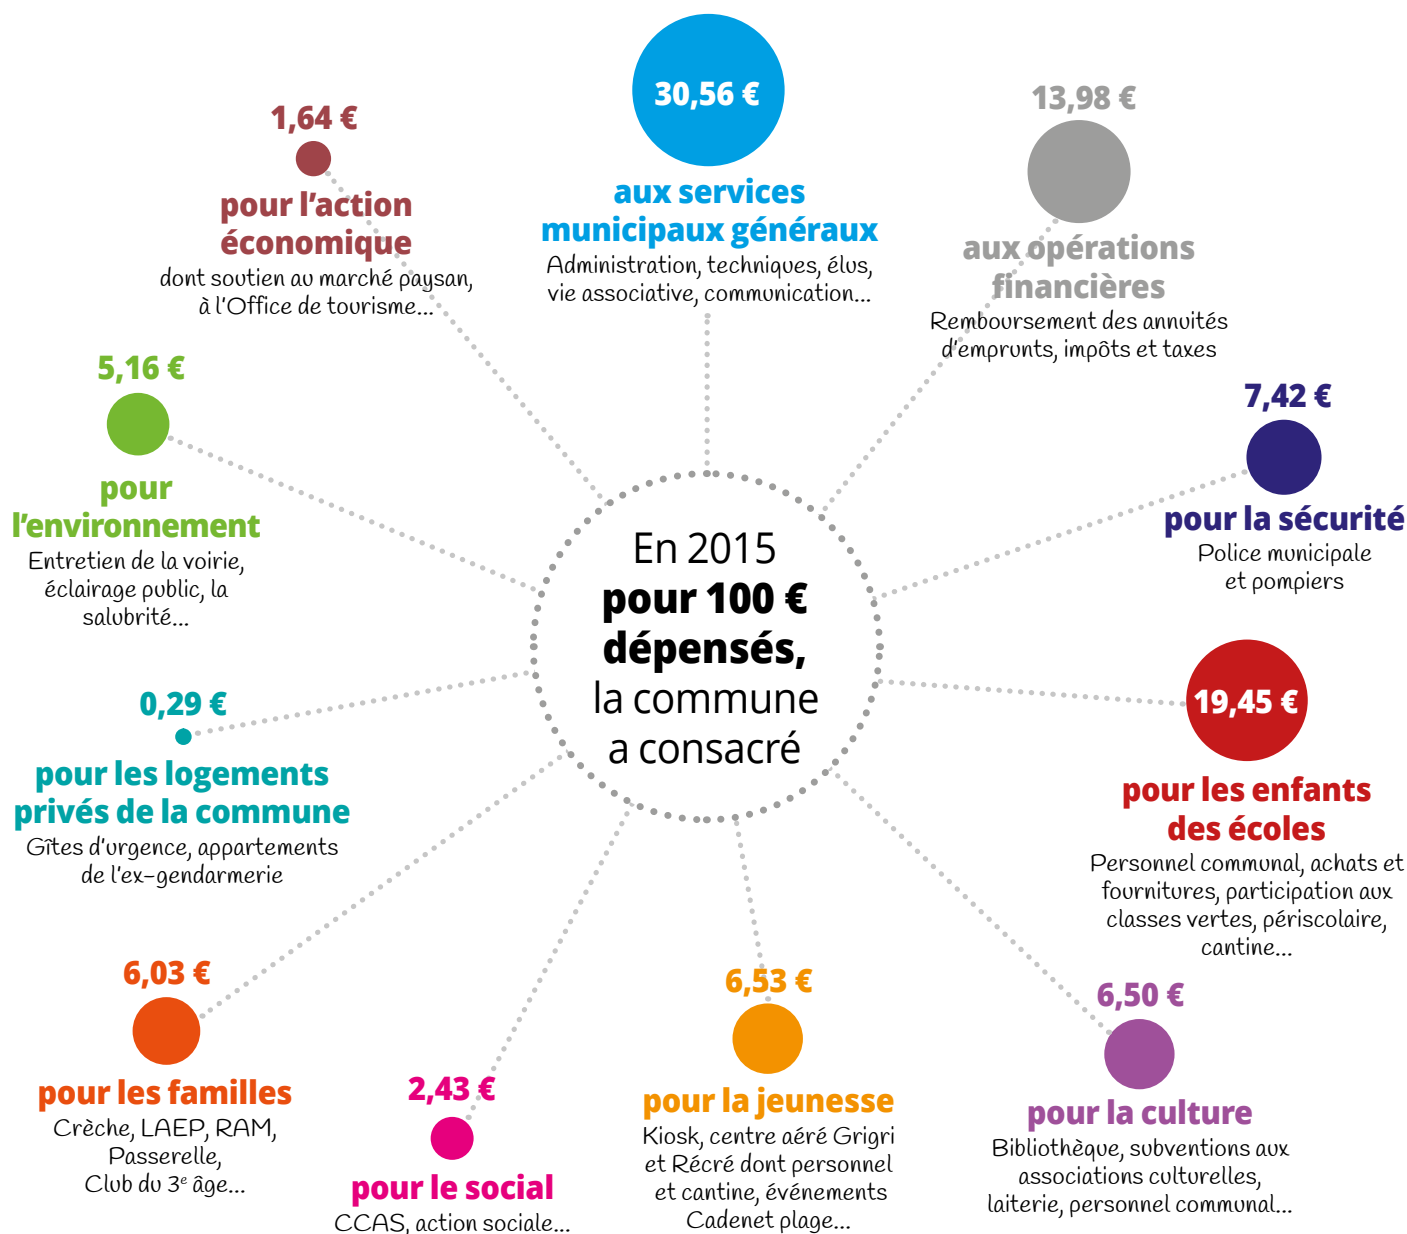 En 2015
pour 100 €
dépensés,
la commune
a consacré
30,56 €
aux services
municipaux généraux
Administration, techniques, élus,
vie associative, communication...
13,98 €
aux opérations
financières
Remboursement des annuités
d'emprunts, impôts et taxes
7,42 €
pour la sécurité
Police municipale
et pompiers
19,45 €
pour les enfants
des écoles
Personnel communal, achats et
fournitures, participation aux
classes vertes, périscolaire,
cantine...
6,50 €
pour la culture
Bibliothèque, subventions aux
associations culturelles,
laiterie, personnel communal...
6,53 €
pour la jeunesse
Kiosk, centre aéré Grigri
et Récré dont personnel
et cantine, événements
Cadenet plage...
2,43 €
pour le social
CCAS, action sociale...
6,03 €
pour les familles
Crèche, LAEP, RAM,
Passerelle,
Club du 3e âge...
0,29 €
pour les logements
privés de la commune
Gîtes d'urgence, appartements
de l'ex-gendarmerie
5,16 €
pour
l'environnement
Entretien de la voirie,
éclairage public, la
salubrité...
1,64 €
pour l'action
économique
dont soutien au marché paysan,
à l'Office de tourisme...